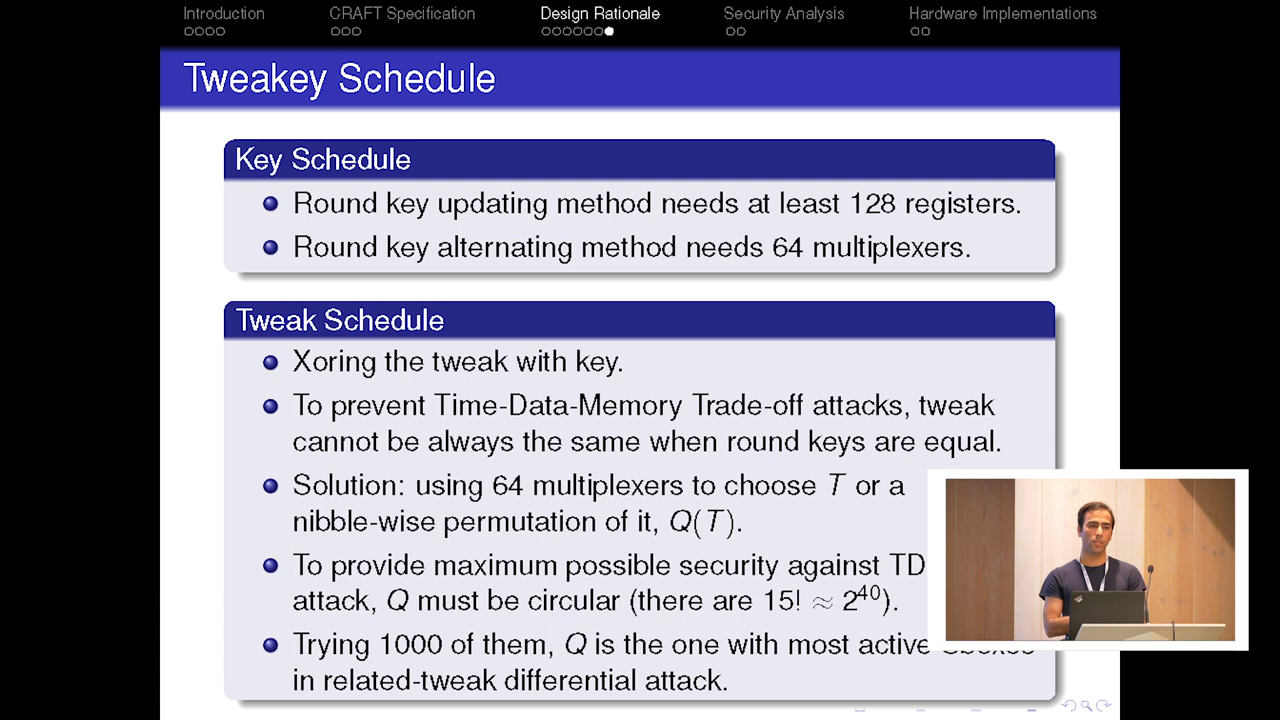 Introduction CRAFT Specification Design Rationale Security Analysis Hardware Implementations
Tweakey Schedule
Key Schedule
Round key updating method needs at least 128 registers.
Round key alternating method needs 64 multiplexers.
Tweak Schedule
Xoring the tweak with key.
To prevent Time-Data-Memory Trade-off attacks, tweak
cannot be always the same when round keys are equal.
Solution: using 64 multiplexers to choose T or a
nibble-wise permutation of it, Q(T).
To provide maximum possible security against TD
attack, Q must be circular (there are 15! ≈ 2⁴⁰).
Trying 1000 of them, Q is the one with most active
in related-tweak differential attack.